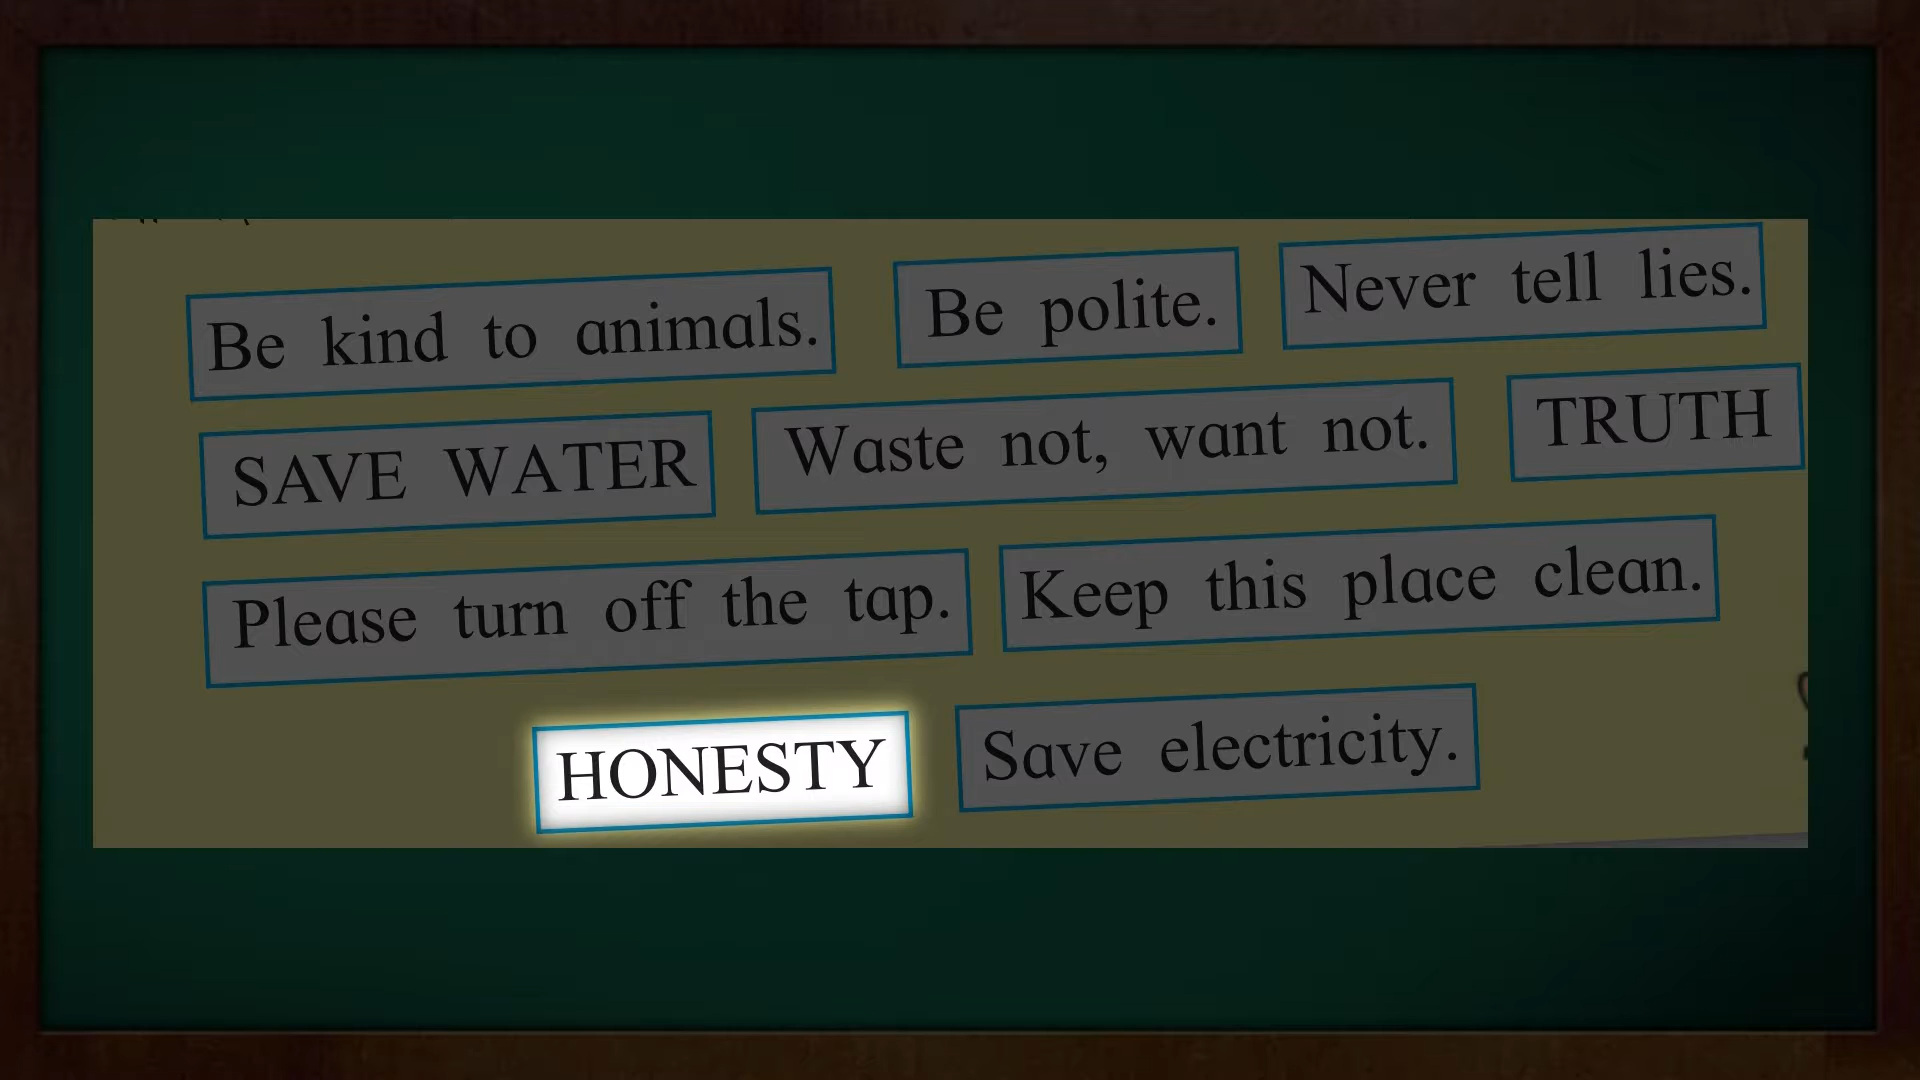 Be kind to animals. Be polite. Never tell lies.
SAVE WATER Waste not, want not. TRUTH
Please turn off the tap. Keep this place clean.
HONESTY Save electricity.